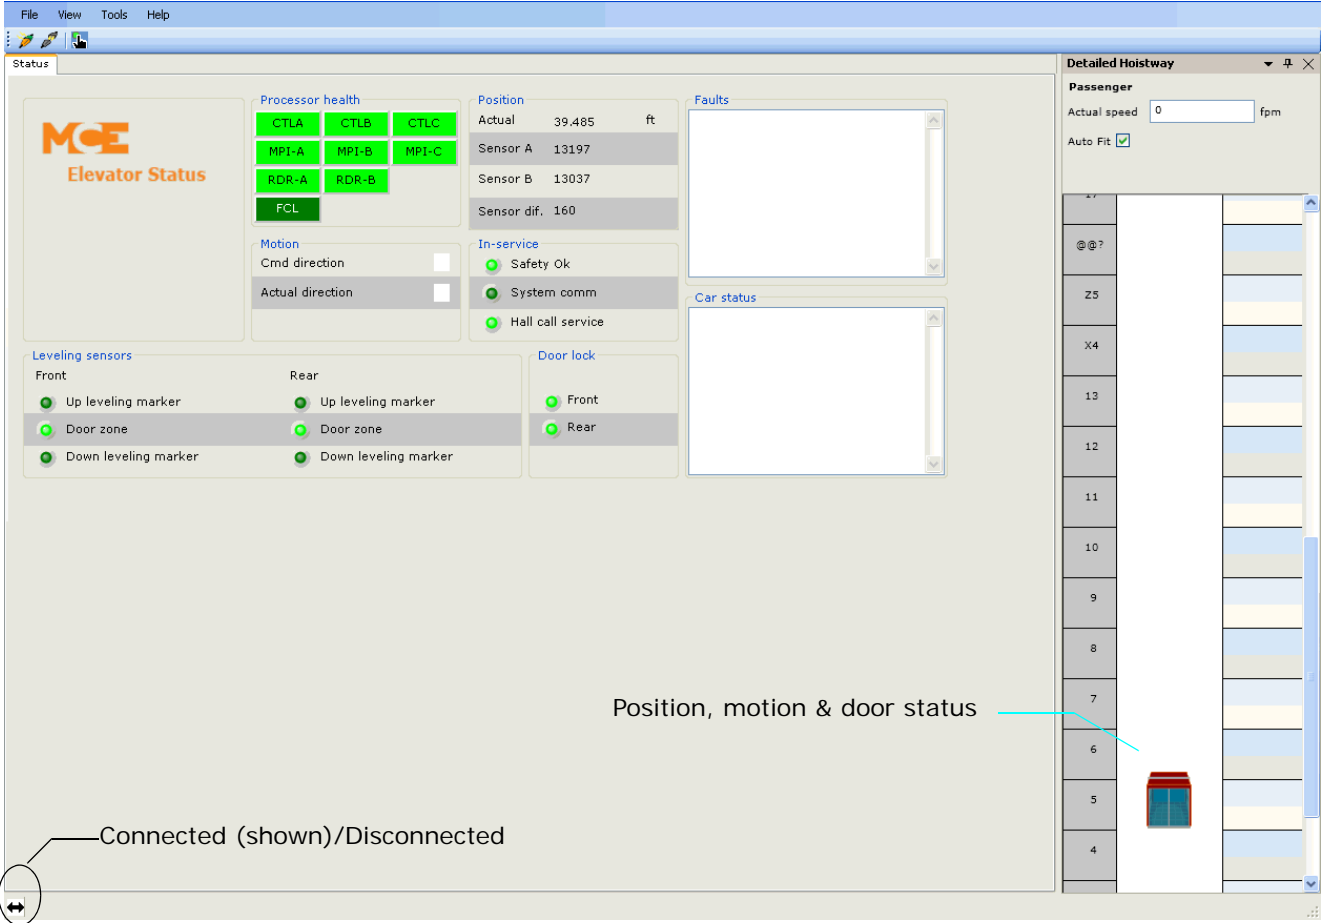 File View Tools Help
Status
MCE
Elevator Status
Processor health
CTLA CTLB CTLC
MPI-A MPI-B MPI-C
RDR-A RDR-B
FCL
Position
Actual 39.485 ft
Sensor A 13197
Sensor B 13037
Sensor dif. 160
Faults
Motion
Cmd direction
Actual direction
In-service
Safety Ok
System comm
Hall call service
Car status
Leveling sensors
Front Rear
Up leveling marker Up leveling marker
Door zone Door zone
Down leveling marker Down leveling marker
Door lock
Front
Rear
Detailed Hoistway
Passenger
Actual speed 0 fpm
Auto Fit
@@?
Z5
X4
13
12
11
10
9
8
7
6
5
4
Position, motion & door status
Connected (shown)/Disconnected